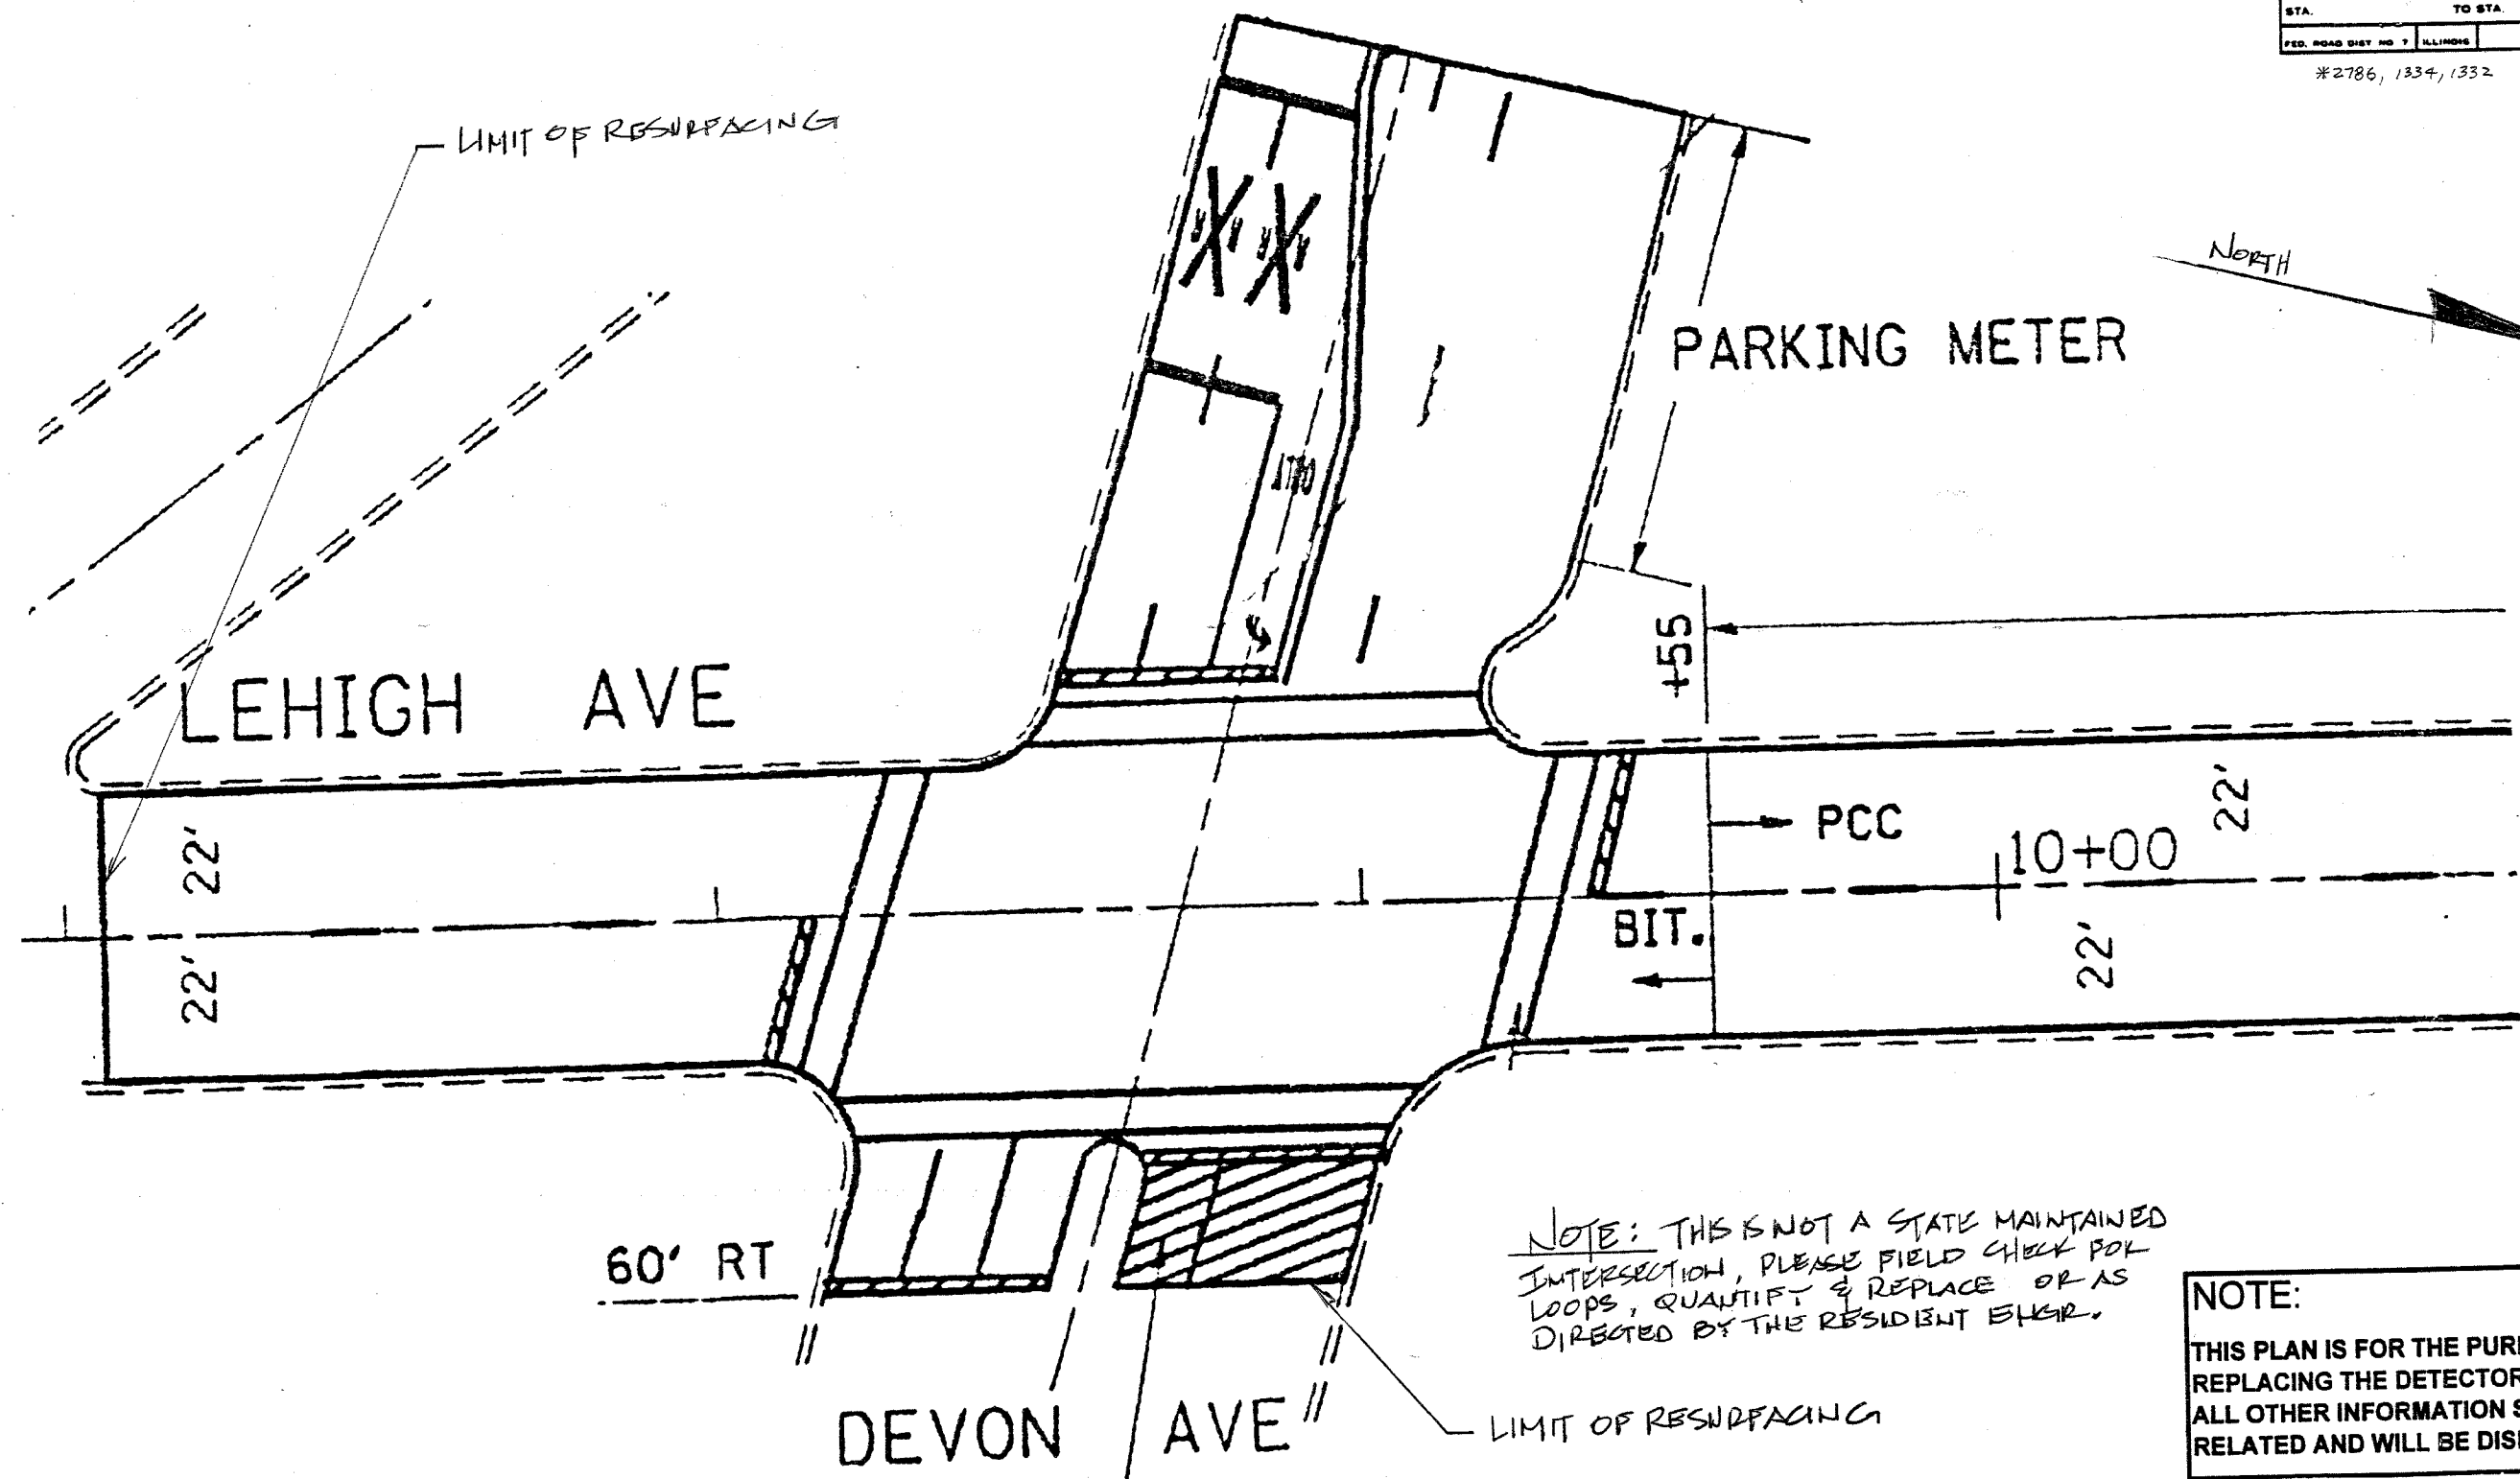 STA. TO STA.
FED. ROAD DIST NO 7 ILLINOIS
*2786, 1334, 1332
LIMIT OF RESURFACING
NORTH
"X" "X"
PARKING METER
+55
LEHIGH AVE
22'
22'
PCC
10+00
22'
BIT.
22'
60' RT
NOTE: THIS IS NOT A STATE MAINTAINED
INTERSECTION, PLEASE FIELD CHECK FOR
LOOPS, QUANTIFY & REPLACE OR AS
DIRECTED BY THE RESIDENT ENGR.
NOTE:
THIS PLAN IS FOR THE PUR
REPLACING THE DETECTOR
ALL OTHER INFORMATION S
RELATED AND WILL BE DIS
DEVON AVE
LIMIT OF RESURFACING